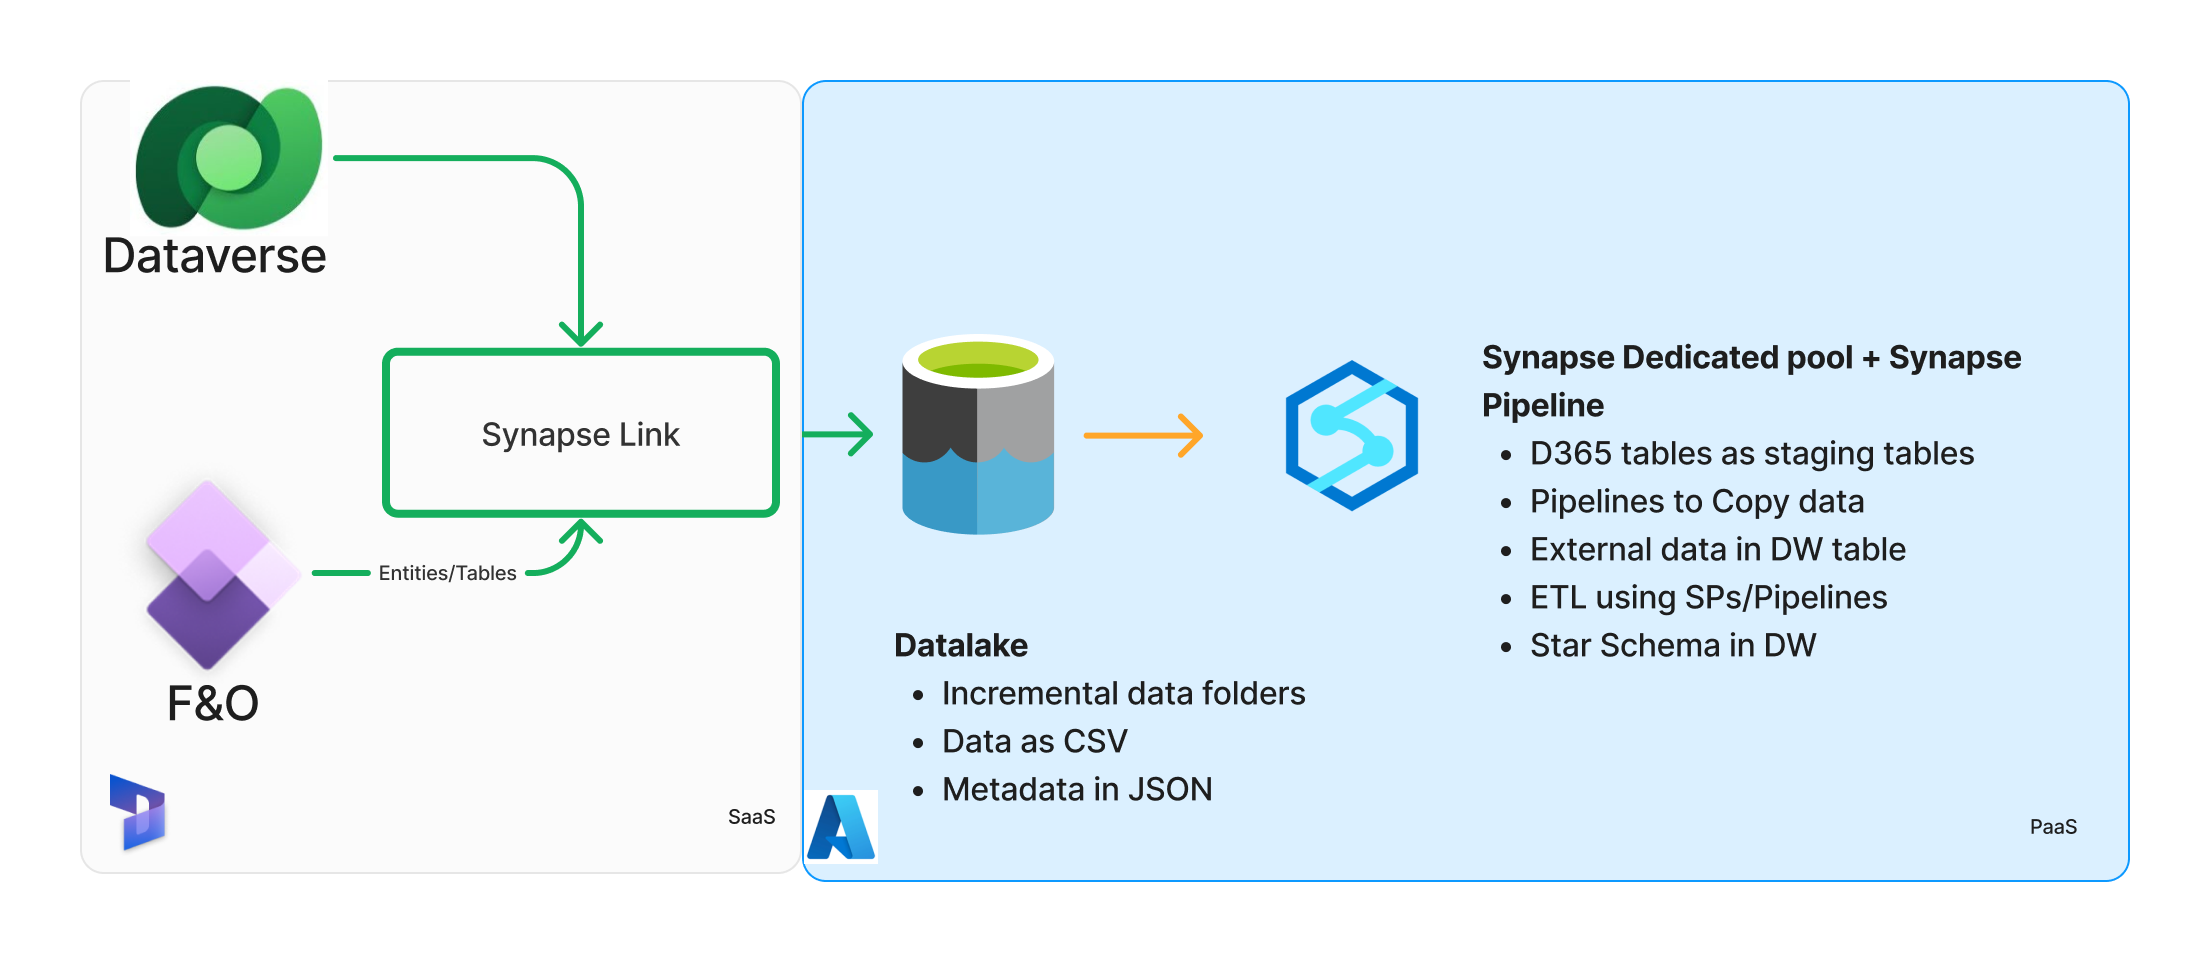 Dataverse
Synapse Link
Entities/Tables
F&O
SaaS
Datalake
• Incremental data folders
• Data as CSV
• Metadata in JSON
Synapse Dedicated pool + Synapse
Pipeline
• D365 tables as staging tables
• Pipelines to Copy data
• External data in DW table
• ETL using SPs/Pipelines
• Star Schema in DW
PaaS